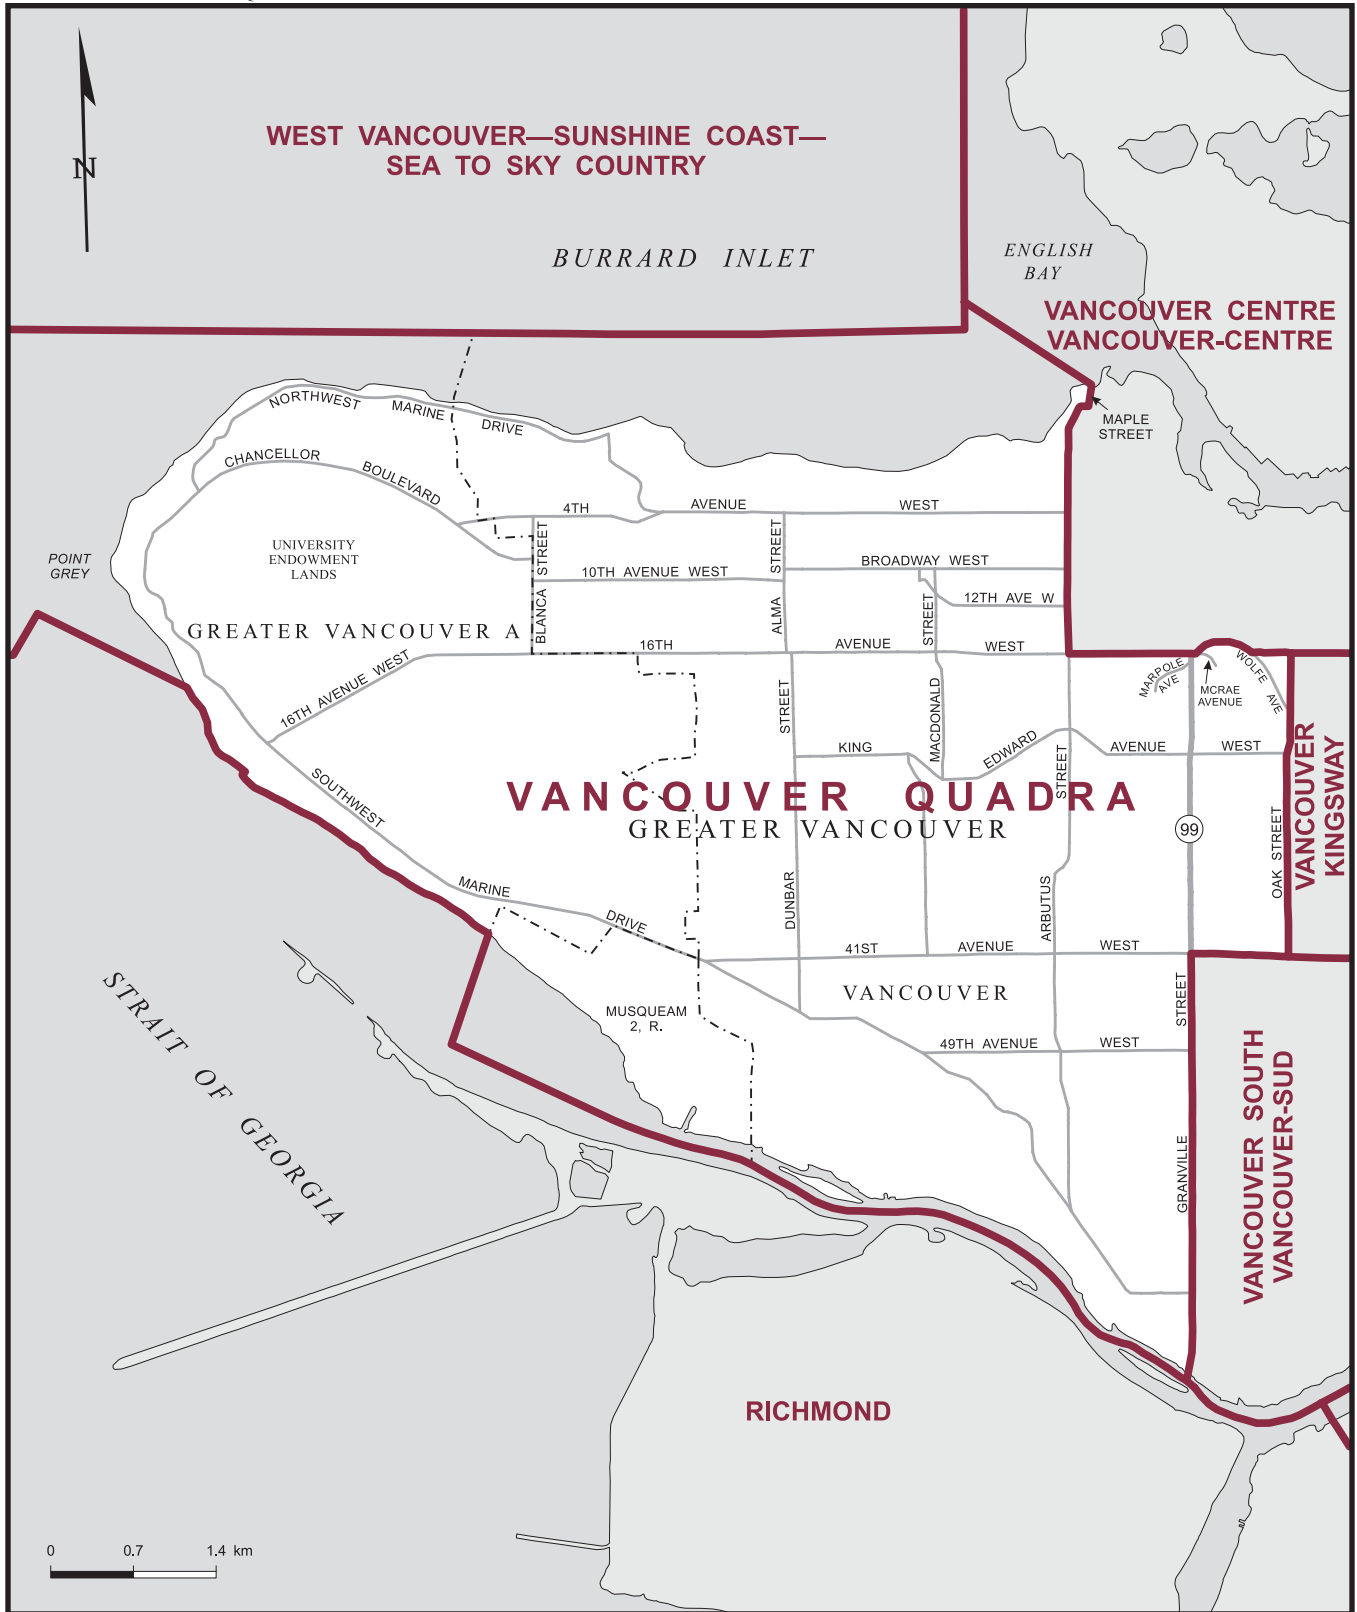 WEST VANCOUVER—SUNSHINE COAST—
SEA TO SKY COUNTRY
N
BURRARD INLET
ENGLISH
BAY
VANCOUVER CENTRE
VANCOUVER-CENTRE
MAPLE
STREET
NORTHWEST MARINE DRIVE
CHANCELLOR BOULEVARD
4TH AVENUE WEST
POINT
GREY
UNIVERSITY
ENDOWMENT
LANDS
BLANCA STREET
ALMA STREET
BROADWAY WEST
10TH AVENUE WEST
12TH AVE W
GREATER VANCOUVER A
16TH AVENUE WEST
16TH AVENUE WEST
MACDONALD STREET
MARPOLE
AVE
MCRAE
AVENUE
WOLFE AVE
DUNBAR STREET
KING EDWARD AVENUE WEST
SOUTHWEST MARINE DRIVE
VANCOUVER QUADRA
GREATER VANCOUVER
ARBUTUS STREET
99
OAK STREET
VANCOUVER
KINGSWAY
41ST AVENUE WEST
VANCOUVER
MUSQUEAM
2, R.
49TH AVENUE WEST
GRANVILLE STREET
STRAIT OF GEORGIA
VANCOUVER SOUTH
VANCOUVER-SUD
RICHMOND
0 0.7 1.4 km